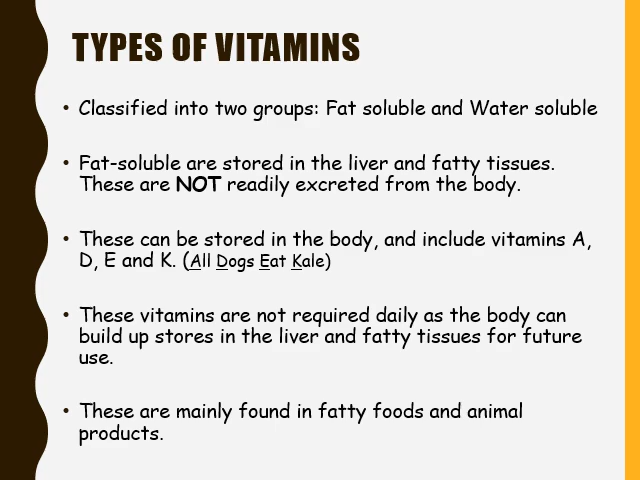 TYPES OF VITAMINS
• Classified into two groups: Fat soluble and Water soluble
• Fat-soluble are stored in the liver and fatty tissues.
These are NOT readily excreted from the body.
• These can be stored in the body, and include vitamins A,
D, E and K. (All Dogs Eat Kale)
• These vitamins are not required daily as the body can
build up stores in the liver and fatty tissues for future
use.
• These are mainly found in fatty foods and animal
products.